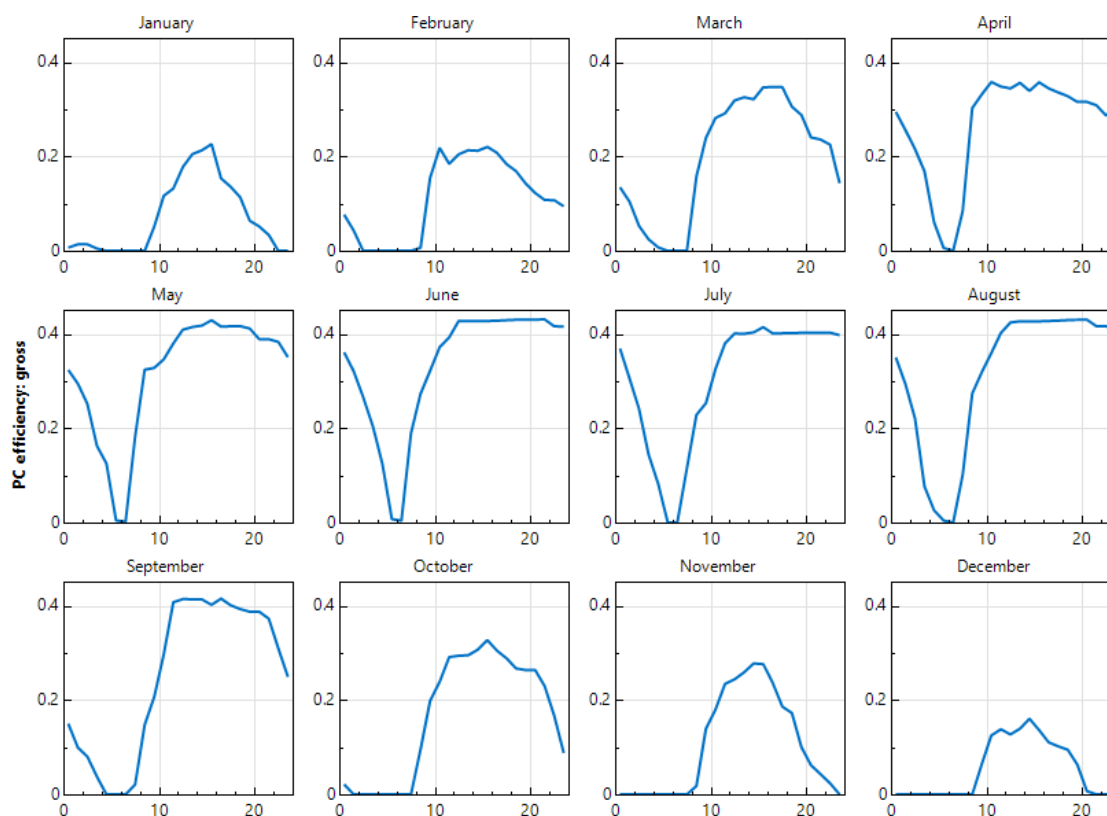 January February March April
0.4 0.4 0.4 0.4
0.2 0.2 0.2 0.2
0 0 0 0
0 10 20 0 10 20 0 10 20 0 10 20
May June July August
PC efficiency: gross
0.4 0.4 0.4 0.4
0.2 0.2 0.2 0.2
0 0 0 0
0 10 20 0 10 20 0 10 20 0 10 20
September October November December
0.4 0.4 0.4 0.4
0.2 0.2 0.2 0.2
0 0 0 0
0 10 20 0 10 20 0 10 20 0 10 20